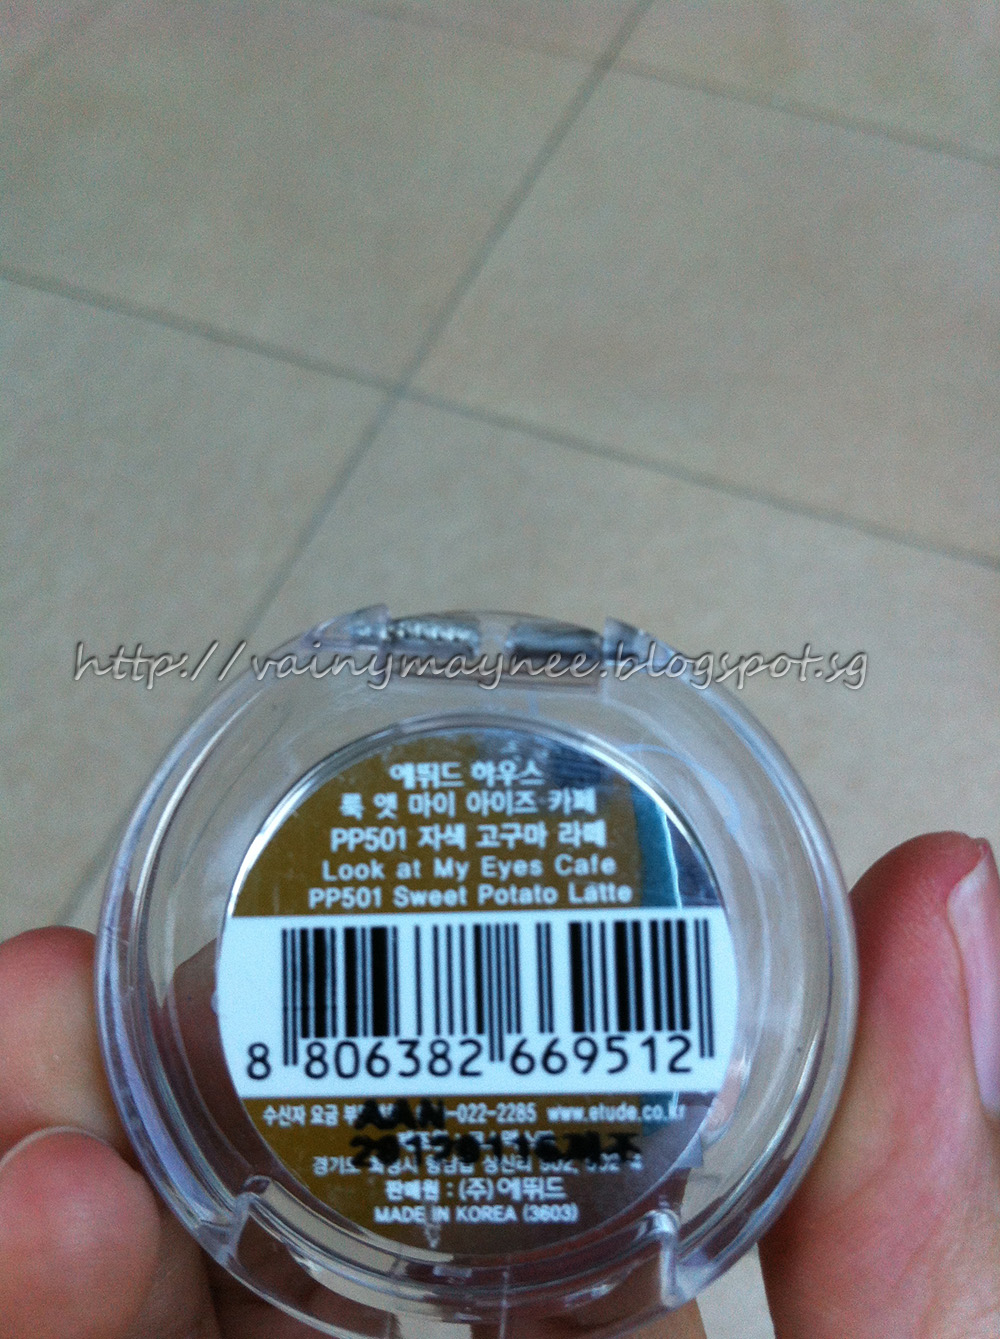 http://vainymaynee.blogspot.sg
에뛰드 하우스
룩 앳 마이 아이즈 카페
PP501 자색 고구마 라떼
Look at My Eyes Cafe
PP501 Sweet Potato Latte
8 806382 669512
수신자 요금 -022-2285 www.etude.co.kr
판매원 : (주)에뛰드
MADE IN KOREA (3603)